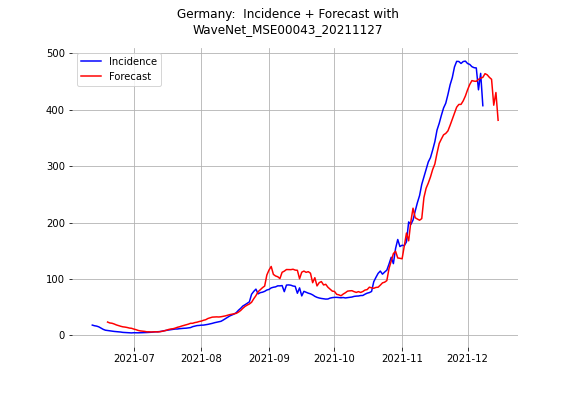 Germany:  Incidence + Forecast with
WaveNet_MSE00043_20211127
Incidence
Forecast
500
400
300
200
100
0
2021-07 2021-08 2021-09 2021-10 2021-11 2021-12